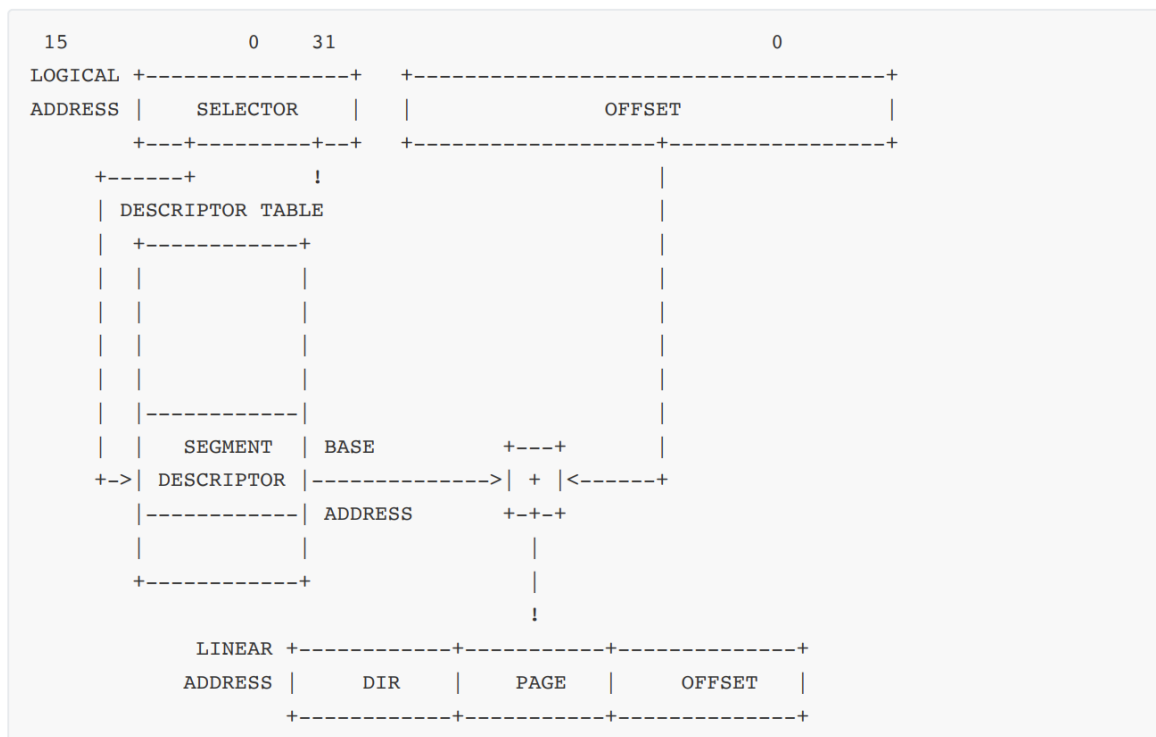 15                 0     31                                        0
LOGICAL +----------------+   +-------------------------------------+
ADDRESS |    SELECTOR    |   |                OFFSET               |
        +---+---------+--+   +-------------------+-----------------+
     +------+         !                          |
     | DESCRIPTOR TABLE                          |
     |  +------------+                           |
     |  |            |                           |
     |  |            |                           |
     |  |            |                           |
     |  |            |                           |
     |  |------------|                           |
     |  |   SEGMENT  | BASE          +---+       |
     +->| DESCRIPTOR |-------------->| + |<------+
        |------------| ADDRESS       +-+-+
        |            |                 |
        +------------+                 |
                                       !
            LINEAR +------------+-----------+--------------+
           ADDRESS |     DIR    |    PAGE   |    OFFSET    |
                   +------------+-----------+--------------+